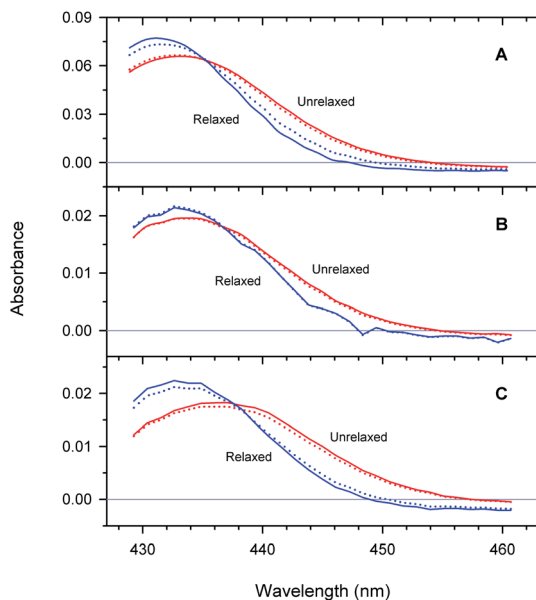 0.09
A
0.06
Unrelaxed
0.03
Relaxed
0.00
0.02
B
0.01
Unrelaxed
Relaxed
0.00
Absorbance
C
0.02
Unrelaxed
0.01
Relaxed
0.00
430 440 450 460
Wavelength (nm)